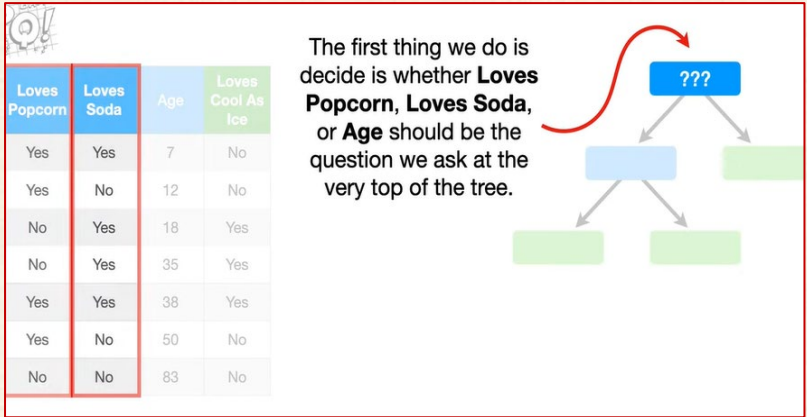 Q!
Loves Popcorn Loves Soda Age Loves Cool As Ice
Yes Yes 7 No
Yes No 12 No
No Yes 18 Yes
No Yes 35 Yes
Yes Yes 38 Yes
Yes No 50 No
No No 83 No
The first thing we do is
decide is whether Loves
Popcorn, Loves Soda,
or Age should be the
question we ask at the
very top of the tree.
???